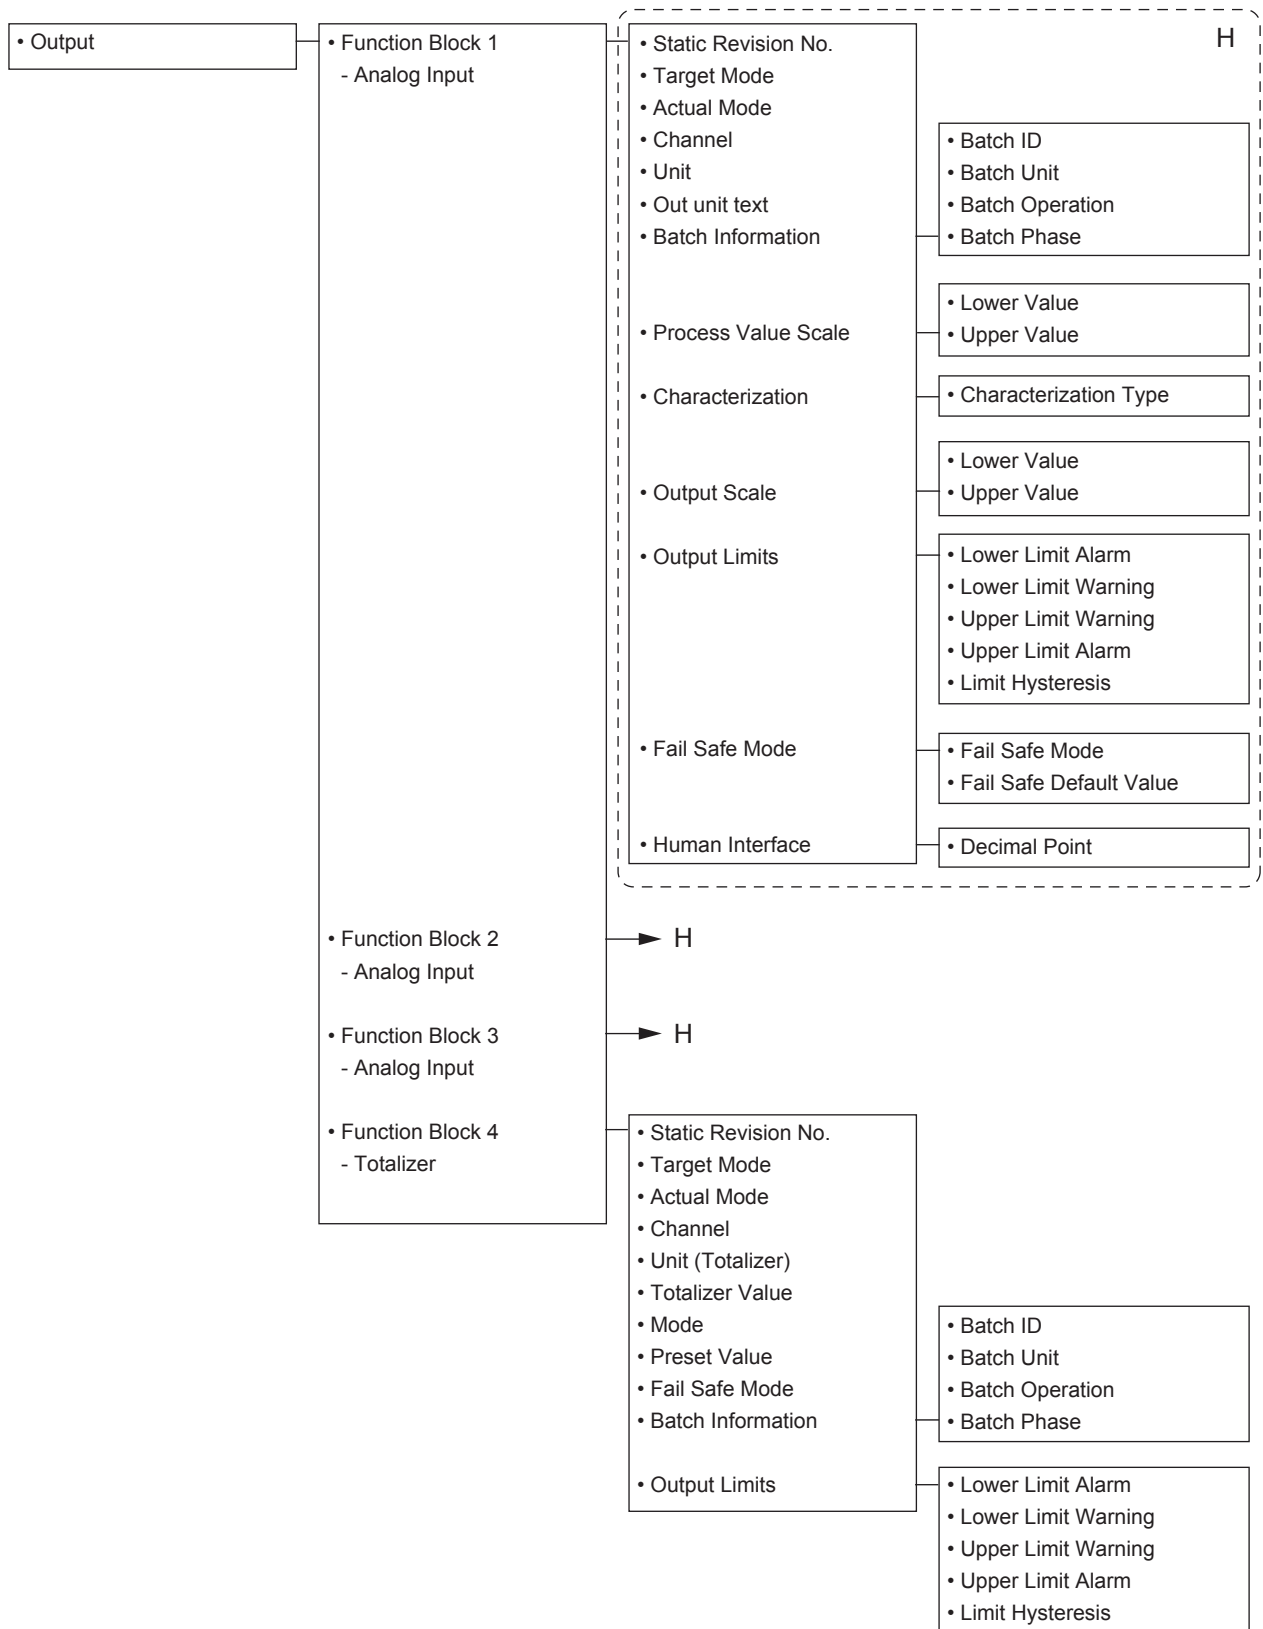 • Output
• Function Block 1
- Analog Input
H
• Static Revision No.
• Target Mode
• Actual Mode
• Channel
• Unit
• Out unit text
• Batch Information
• Batch ID
• Batch Unit
• Batch Operation
• Batch Phase
• Process Value Scale
• Lower Value
• Upper Value
• Characterization
• Characterization Type
• Output Scale
• Lower Value
• Upper Value
• Output Limits
• Lower Limit Alarm
• Lower Limit Warning
• Upper Limit Warning
• Upper Limit Alarm
• Limit Hysteresis
• Fail Safe Mode
• Fail Safe Mode
• Fail Safe Default Value
• Human Interface
• Decimal Point
• Function Block 2
- Analog Input
H
• Function Block 3
- Analog Input
H
• Function Block 4
- Totalizer
• Static Revision No.
• Target Mode
• Actual Mode
• Channel
• Unit (Totalizer)
• Totalizer Value
• Mode
• Preset Value
• Fail Safe Mode
• Batch Information
• Batch ID
• Batch Unit
• Batch Operation
• Batch Phase
• Output Limits
• Lower Limit Alarm
• Lower Limit Warning
• Upper Limit Warning
• Upper Limit Alarm
• Limit Hysteresis